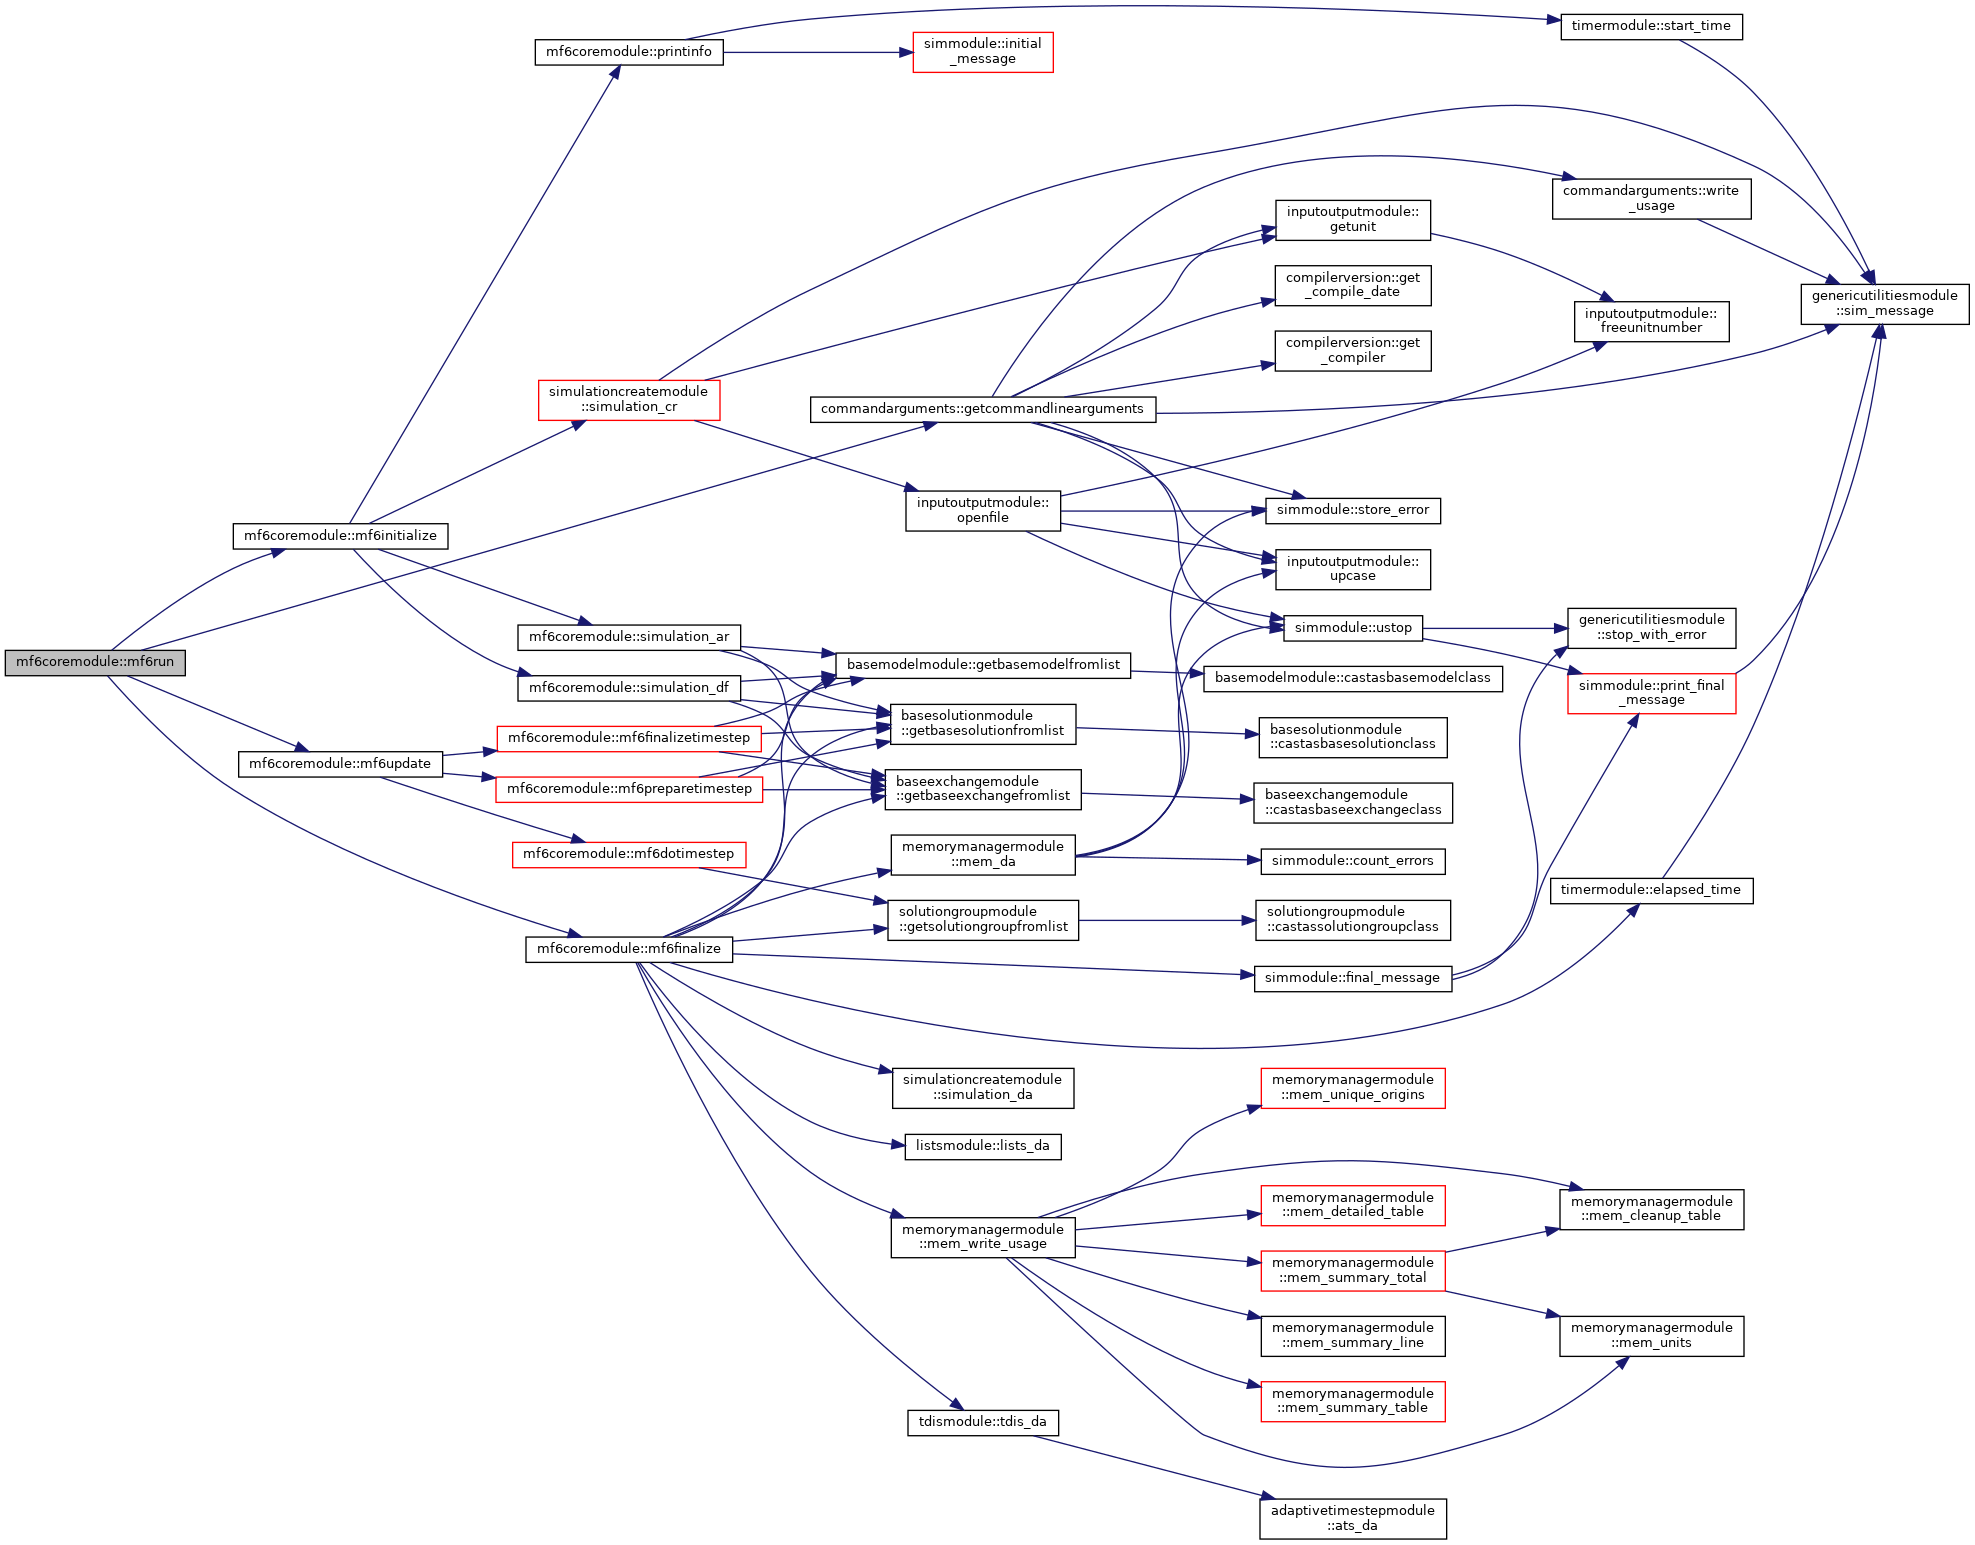 mf6coremodule::mf6run
mf6coremodule::mf6initialize
mf6coremodule::mf6update
mf6coremodule::printinfo
simulationcreatemodule
::simulation_cr
mf6coremodule::simulation_ar
mf6coremodule::simulation_df
mf6coremodule::mf6finalizetimestep
mf6coremodule::mf6preparetimestep
mf6coremodule::mf6dotimestep
mf6coremodule::mf6finalize
simmodule::initial
_message
commandarguments::getcommandlinearguments
inputoutputmodule::
openfile
basemodelmodule::getbasemodelfromlist
basesolutionmodule
::getbasesolutionfromlist
baseexchangemodule
::getbaseexchangefromlist
memorymanagermodule
::mem_da
solutiongroupmodule
::getsolutiongroupfromlist
simulationcreatemodule
::simulation_da
listsmodule::lists_da
memorymanagermodule
::mem_write_usage
tdismodule::tdis_da
inputoutputmodule::
getunit
compilerversion::get
_compile_date
compilerversion::get
_compiler
simmodule::store_error
inputoutputmodule::
upcase
simmodule::ustop
basemodelmodule::castasbasemodelclass
basesolutionmodule
::castasbasesolutionclass
baseexchangemodule
::castasbaseexchangeclass
simmodule::count_errors
solutiongroupmodule
::castassolutiongroupclass
simmodule::final_message
memorymanagermodule
::mem_unique_origins
memorymanagermodule
::mem_detailed_table
memorymanagermodule
::mem_summary_total
memorymanagermodule
::mem_summary_line
memorymanagermodule
::mem_summary_table
adaptivetimestepmodule
::ats_da
timermodule::start_time
commandarguments::write
_usage
inputoutputmodule::
freeunitnumber
genericutilitiesmodule
::stop_with_error
simmodule::print_final
_message
timermodule::elapsed_time
memorymanagermodule
::mem_cleanup_table
memorymanagermodule
::mem_units
genericutilitiesmodule
::sim_message